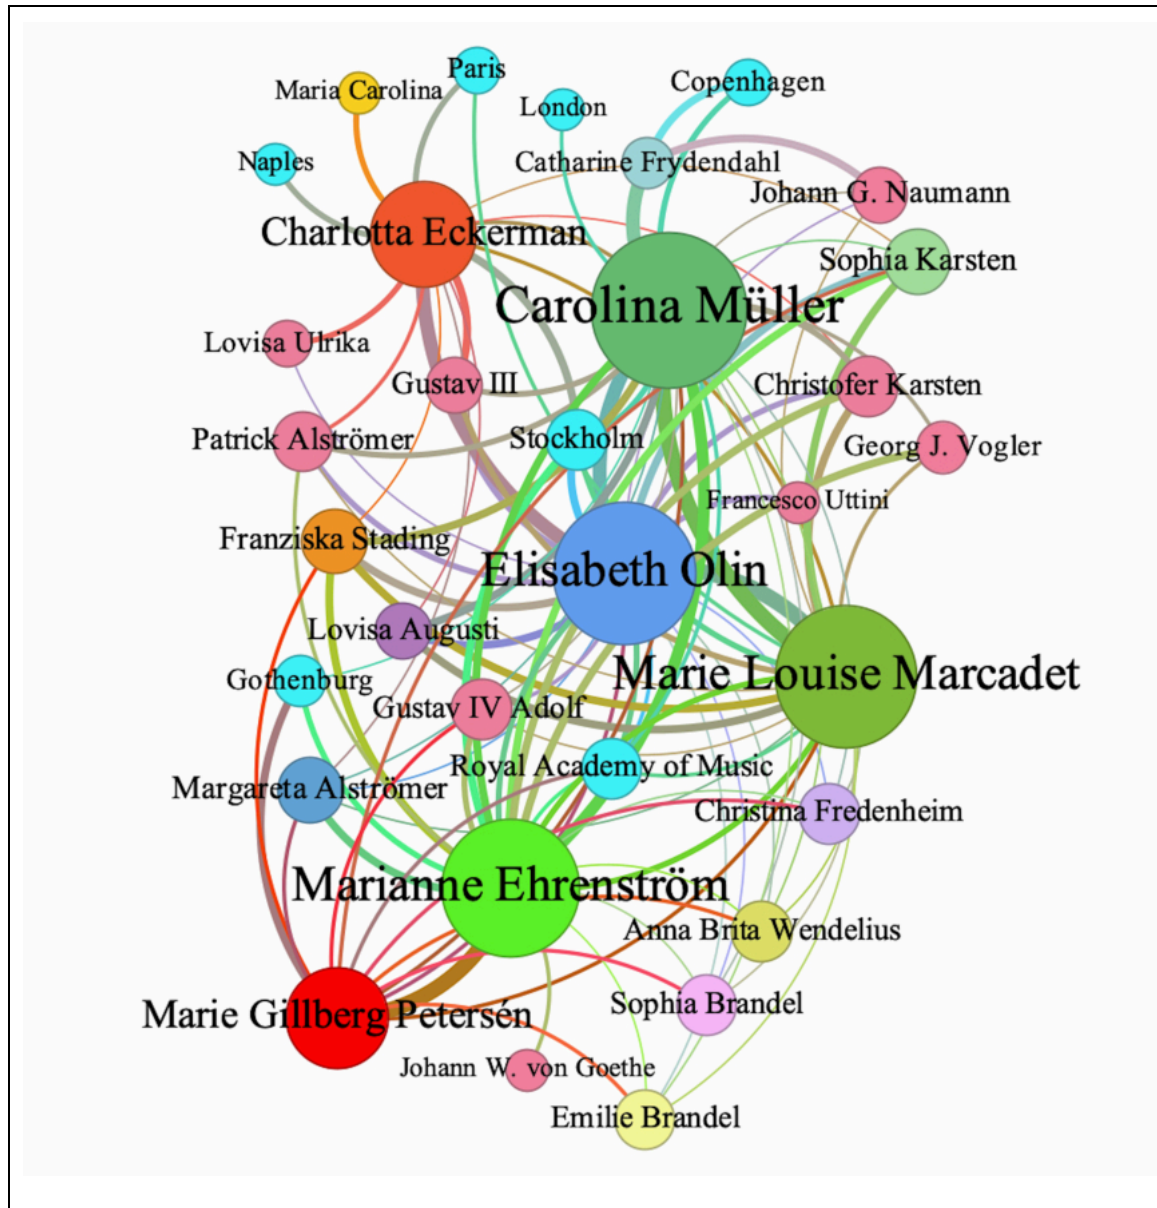 Paris
Copenhagen
Maria Carolina
London
Naples
Catharine Frydendahl
Johann G. Naumann
Charlotta Eckerman
Sophia Karsten
Carolina Müller
Lovisa Ulrika
Gustav III
Christofer Karsten
Patrick Alströmer
Stockholm
Georg J. Vogler
Francesco Uttini
Franziska Stading
Elisabeth Olin
Lovisa Augusti
Marie Louise Marcadet
Gothenburg
Gustav IV Adolf
Royal Academy of Music
Margareta Alströmer
Christina Fredenheim
Marianne Ehrenström
Anna Brita Wendelius
Sophia Brandel
Marie Gillberg Petersén
Johann W. von Goethe
Emilie Brandel